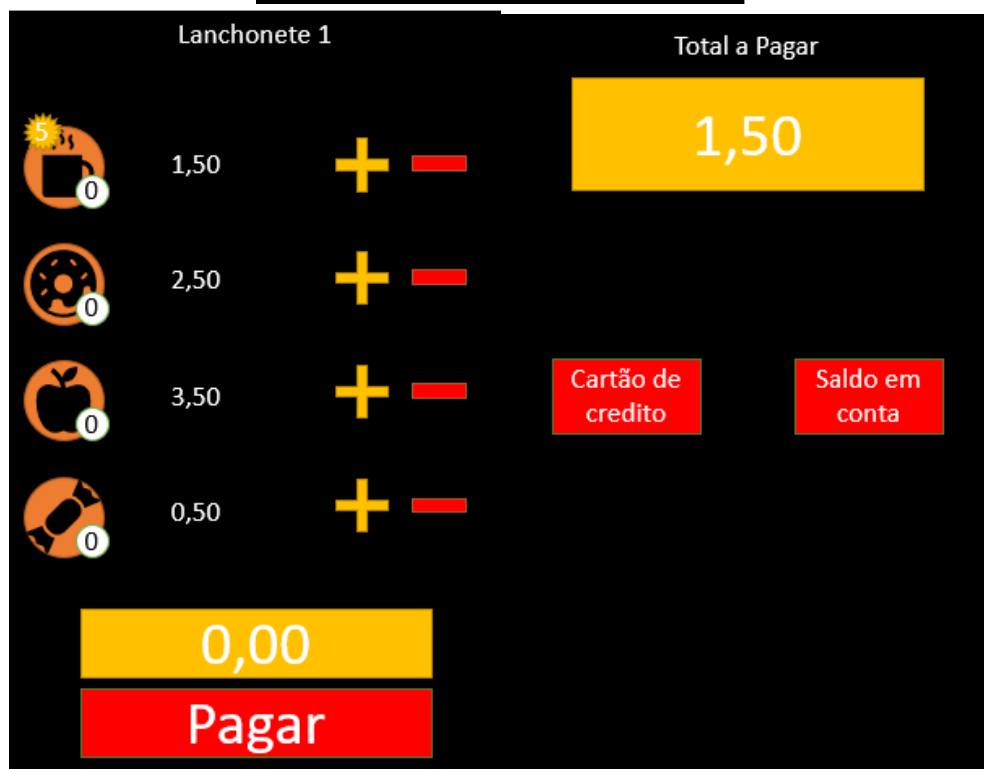 Lanchonete 1
5
0
1,50
0
2,50
0
3,50
0
0,50
0,00
Pagar
Total a Pagar
1,50
Cartão de
credito
Saldo em
conta